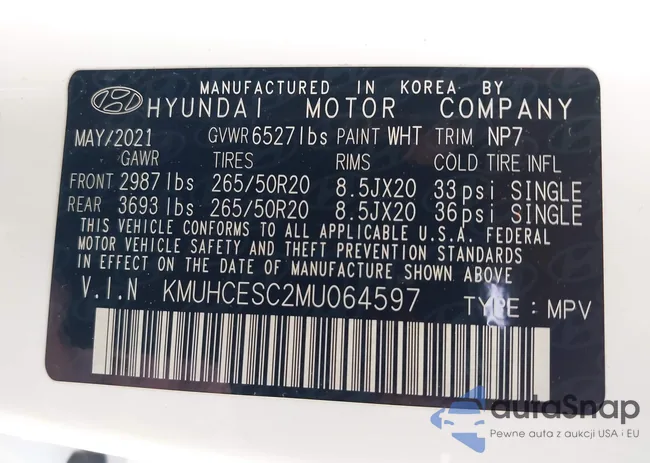 MANUFACTURED IN KOREA BY
HYUNDAI MOTOR COMPANY
MAY/2021 GVWR 6527lbs PAINT WHT TRIM NP7
GAWR TIRES RIMS COLD TIRE INFL
FRONT 2987lbs 265/50R20 8.5JX20 33psi SINGLE
REAR 3693lbs 265/50R20 8.5JX20 36psi SINGLE
THIS VEHICLE CONFORMS TO ALL APPLICABLE U.S.A. FEDERAL
MOTOR VEHICLE SAFETY AND THEFT PREVENTION STANDARDS
IN EFFECT ON THE DATE OF MANUFACTURE SHOWN ABOVE.
V.I.N KMUHCESC2MU064597 TYPE : MPV
autoSnap
Pewne auta z aukcji USA i EU